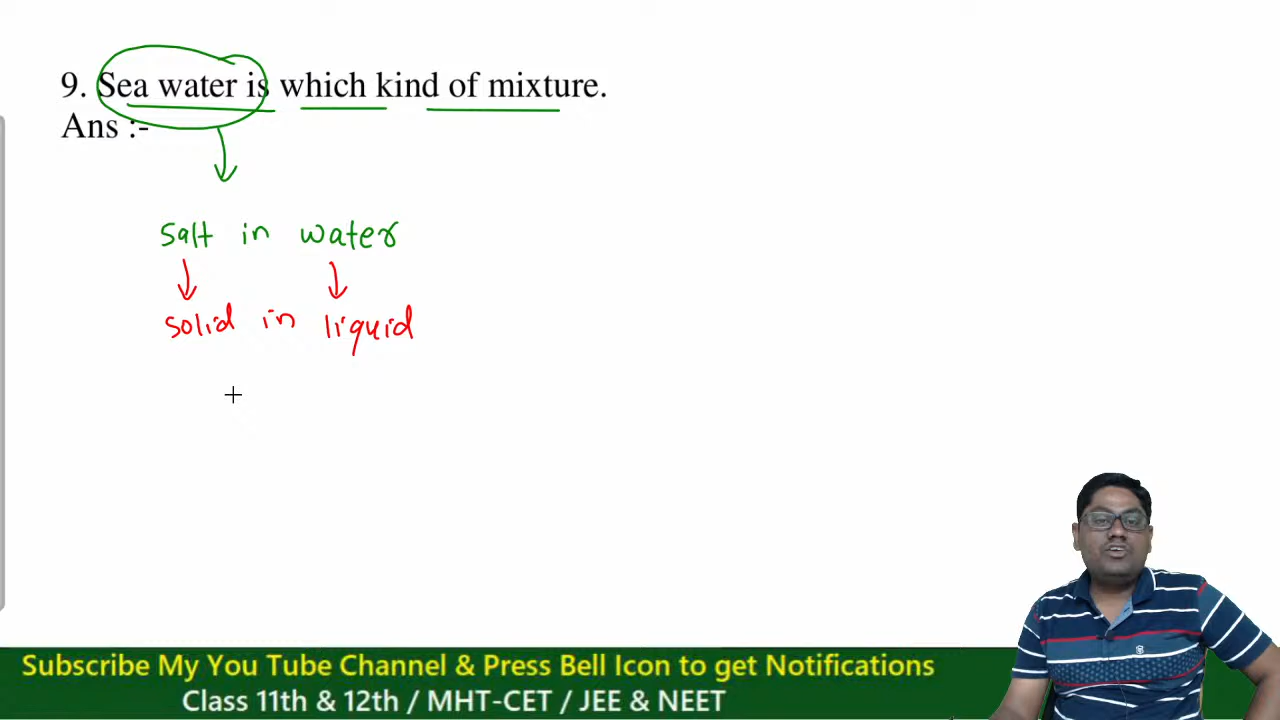 9. Sea water is which kind of mixture.
Ans :-
salt in water
solid in liquid
Subscribe My You Tube Channel & Press Bell Icon to get Notifications
Class 11th & 12th / MHT-CET / JEE & NEET